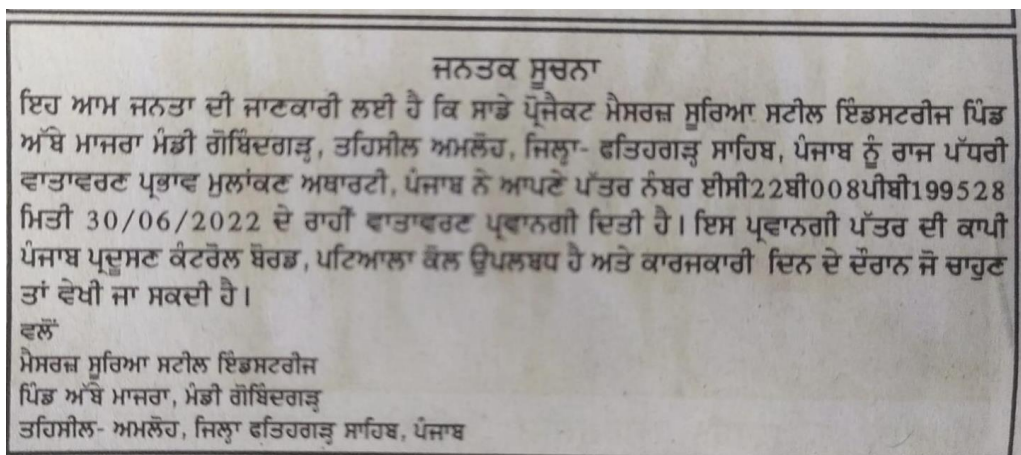 ਜਨਤਕ ਸੂਚਨਾ
ਇਹ ਆਮ ਜਨਤਾ ਦੀ ਜਾਣਕਾਰੀ ਲਈ ਹੈ ਕਿ ਸਾਡੇ ਪ੍ਰੋਜੈਕਟ ਮੈਸਰਜ਼ ਸੂਰਿਆ ਸਟੀਲ ਇੰਡਸਟਰੀਜ ਪਿੰਡ
ਅੱਬੇ ਮਾਜਰਾ ਮੰਡੀ ਗੋਬਿੰਦਗੜ੍ਹ, ਤਹਿਸੀਲ ਅਮਲੋਹ, ਜਿਲ੍ਹਾ- ਫਤਿਹਗੜ੍ਹ ਸਾਹਿਬ, ਪੰਜਾਬ ਨੂੰ ਰਾਜ ਪੱਧਰੀ
ਵਾਤਾਵਰਣ ਪ੍ਰਭਾਵ ਮੁਲਾਂਕਣ ਅਥਾਰਟੀ, ਪੰਜਾਬ ਨੇ ਆਪਣੇ ਪੱਤਰ ਨੰਬਰ ਈਸੀ22ਬੀ008ਪੀਬੀ199528
ਮਿਤੀ 30/06/2022 ਦੇ ਰਾਹੀਂ ਵਾਤਾਵਰਣ ਪ੍ਰਵਾਨਗੀ ਦਿਤੀ ਹੈ। ਇਸ ਪ੍ਰਵਾਨਗੀ ਪੱਤਰ ਦੀ ਕਾਪੀ
ਪੰਜਾਬ ਪ੍ਰਦੂਸਣ ਕੰਟਰੋਲ ਬੋਰਡ, ਪਟਿਆਲਾ ਕੋਲ ਉਪਲਬਧ ਹੈ ਅਤੇ ਕਾਰਜਕਾਰੀ ਦਿਨ ਦੇ ਦੌਰਾਨ ਜੋ ਚਾਹੁਣ
ਤਾਂ ਵੇਖੀ ਜਾ ਸਕਦੀ ਹੈ।
ਵਲੋਂ
ਮੈਸਰਜ਼ ਸੂਰਿਆ ਸਟੀਲ ਇੰਡਸਟਰੀਜ
ਪਿੰਡ ਅੱਬੇ ਮਾਜਰਾ, ਮੰਡੀ ਗੋਬਿੰਦਗੜ੍ਹ
ਤਹਿਸੀਲ- ਅਮਲੋਹ, ਜਿਲ੍ਹਾ ਫਤਿਹਗੜ੍ਹ ਸਾਹਿਬ, ਪੰਜਾਬ